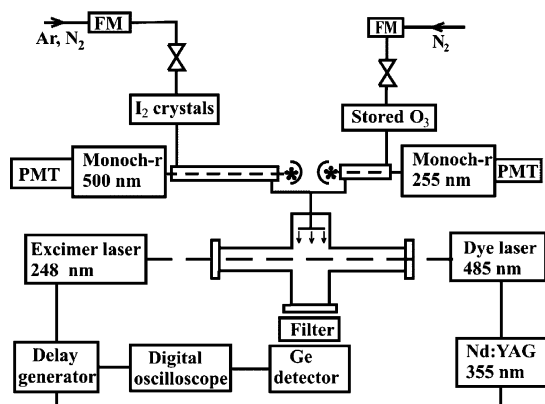 FM
Ar, N₂
FM
N₂
I₂ crystals
Stored O₃
PMT
Monoch-r
500 nm
Monoch-r
255 nm
PMT
Excimer laser
248 nm
Dye laser
485 nm
Filter
Delay
generator
Digital
oscilloscope
Ge
detector
Nd:YAG
355 nm